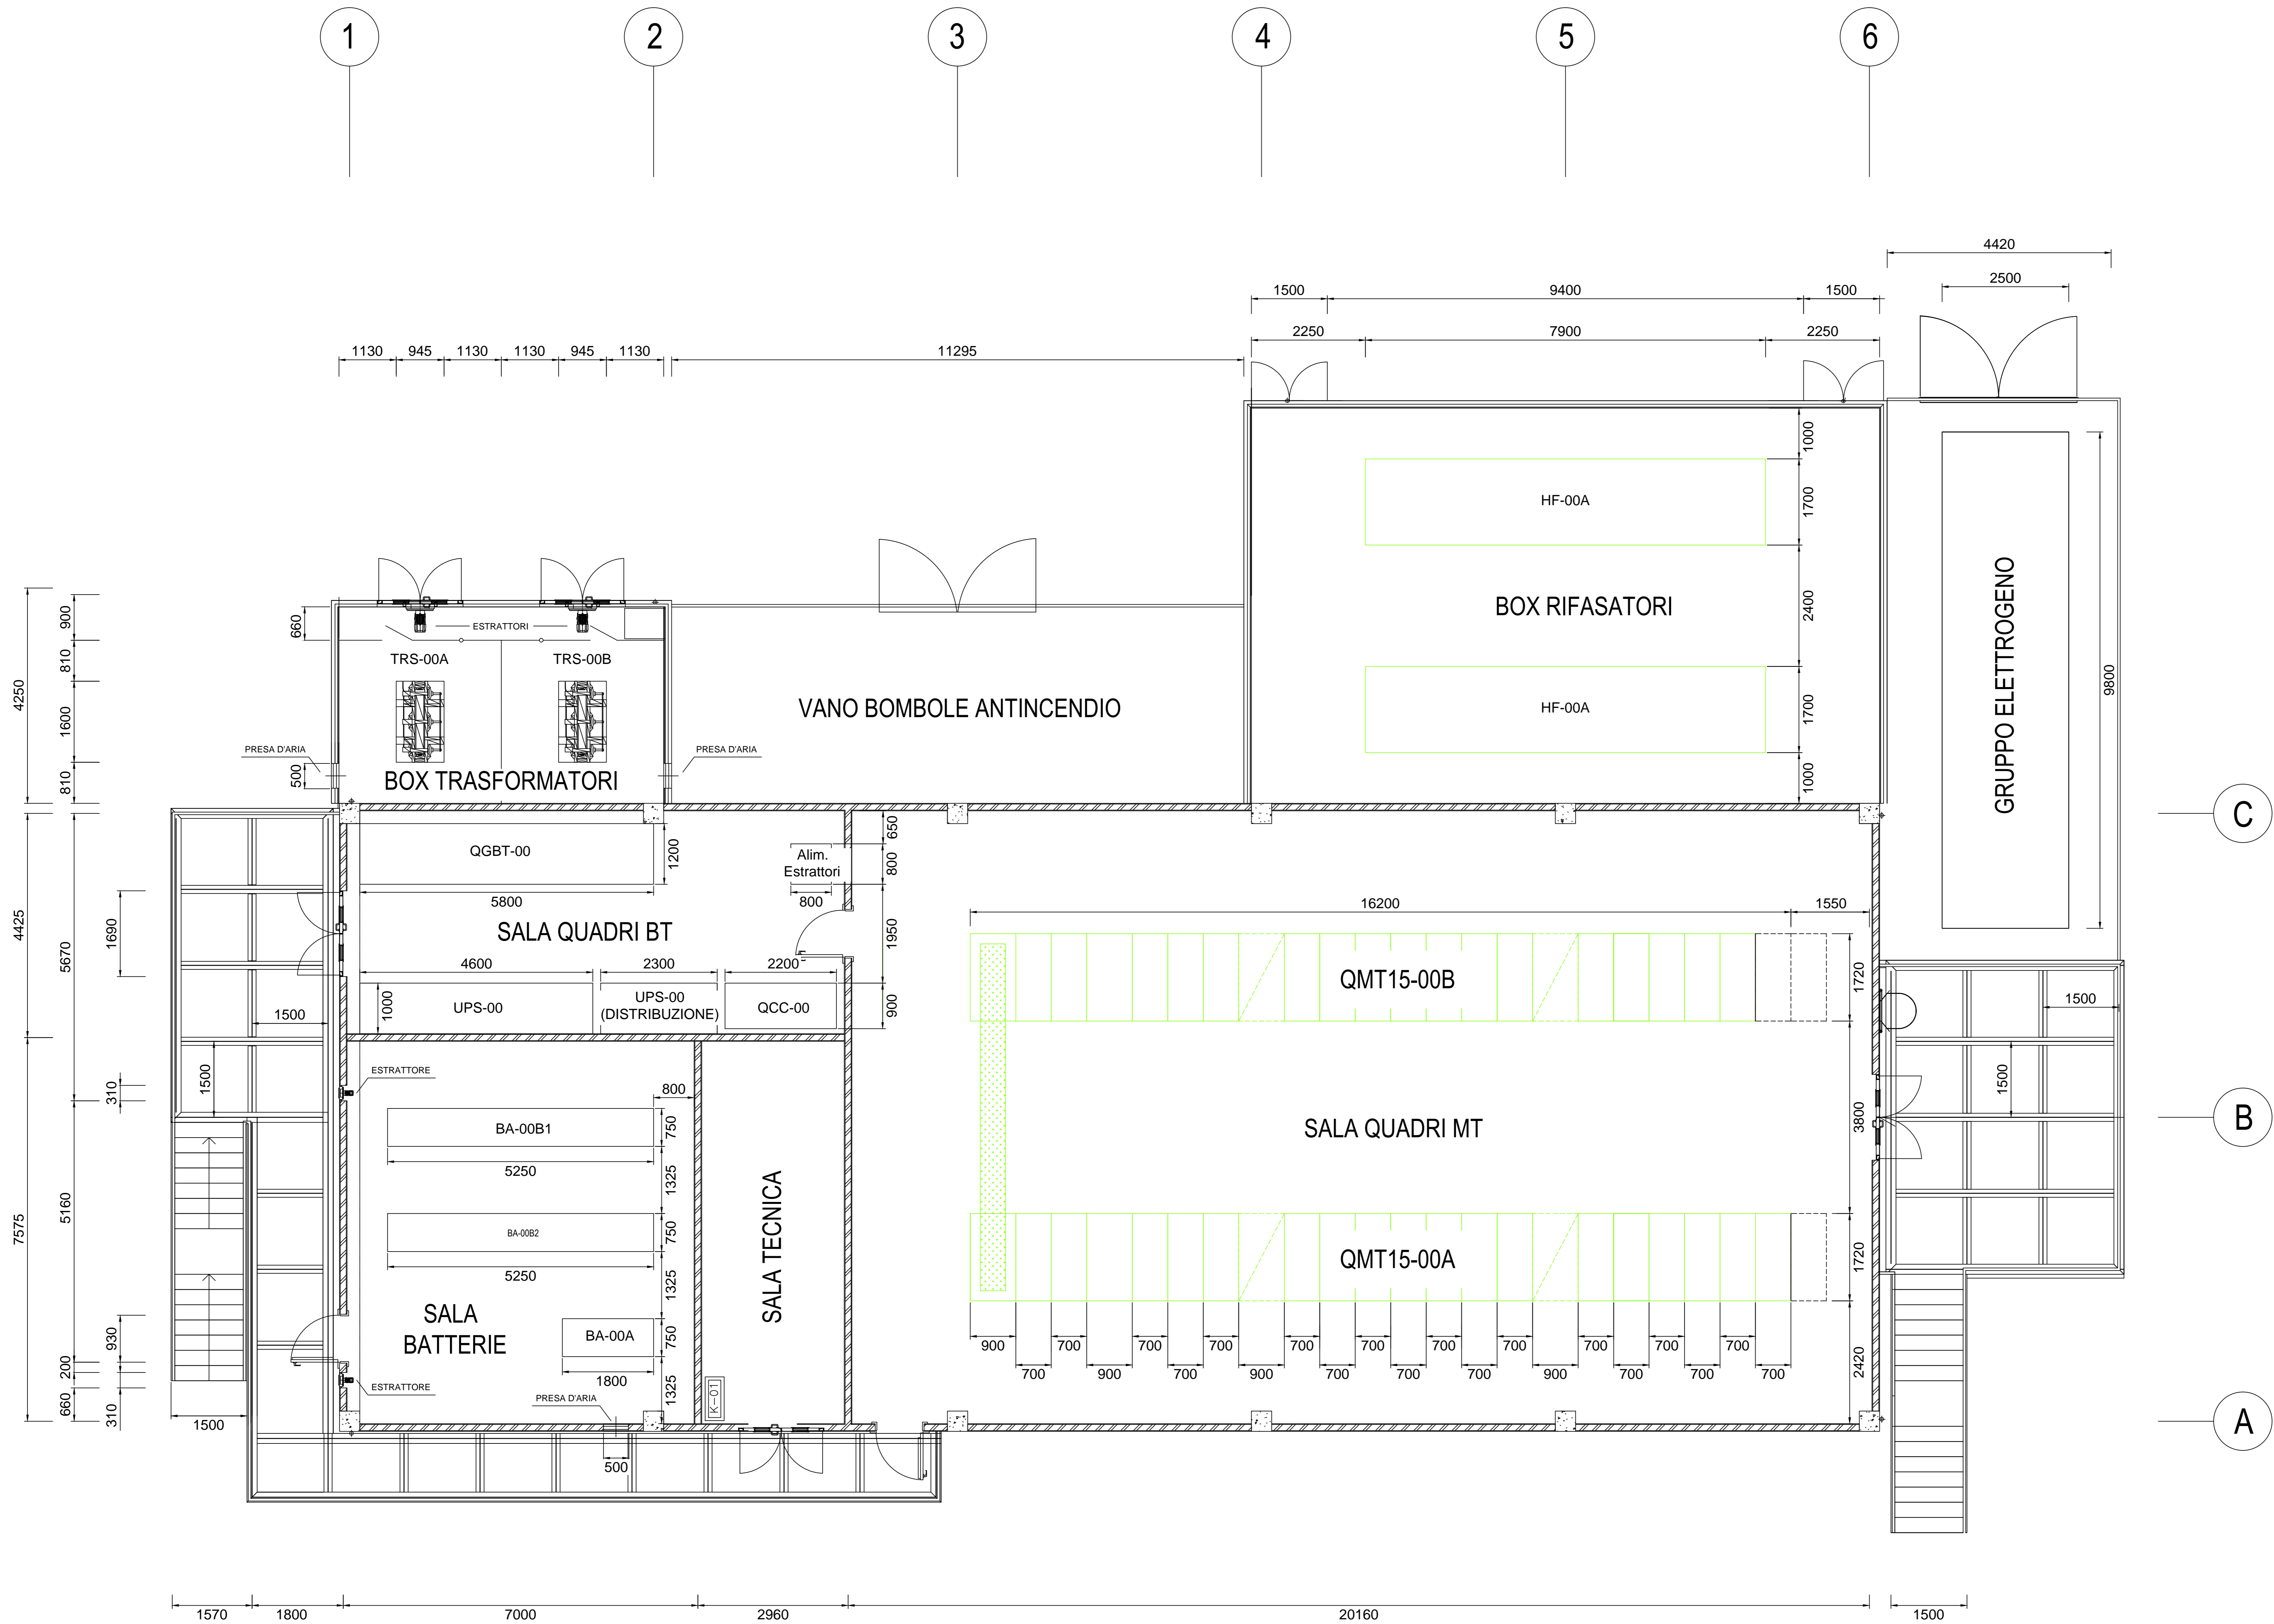 1 2 3 4 5 6
4420
1500 9400 1500 2500
2250 7900 2250
1130 945 1130 1130 945 1130 11295
1000
HF-00A
1700
900
660
ESTRATTORI
BOX RIFASATORI
2400
GRUPPO ELETTROGENO
810
TRS-00A TRS-00B
9800
4250
1600
VANO BOMBOLE ANTINCENDIO
HF-00A
1700
PRESA D'ARIA PRESA D'ARIA
500
810
BOX TRASFORMATORI
1000
C
650
QGBT-00
1200
Alim.
Estrattori
800
5800
800
16200 1550
4425
5670
1690
SALA QUADRI BT
1950
4600 2300 2200
QMT15-00B
1720
1000
UPS-00
UPS-00
(DISTRIBUZIONE)
QCC-00
900
1500
1500
ESTRATTORE
1500
310
800
1500
BA-00B1
750
SALA QUADRI MT
3800
B
5250
1325
5160
7575
BA-00B2
750
5250
1325
SALA TECNICA
QMT15-00A
1720
SALA
BATTERIE
BA-00A
750
930
1800
200
ESTRATTORE
660
310
PRESA D'ARIA
1325
K-01
900 700 700 700 700 700 700 700 700 700 700
700 900 700 900 700 700 700 900 700 700 700
2420
1500
500
A
1570 1800 7000 2960 20160 1500